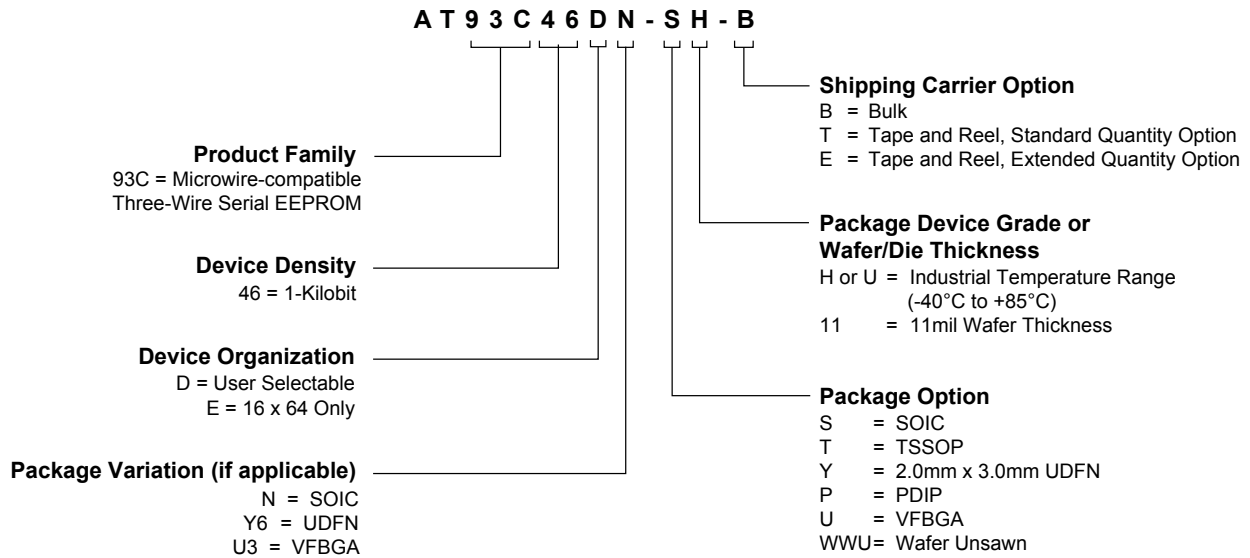 AT93C46DN-SH-B
Product Family
93C = Microwire-compatible
Three-Wire Serial EEPROM
Device Density
46 = 1-Kilobit
Device Organization
D = User Selectable
E = 16 x 64 Only
Package Variation (if applicable)
N = SOIC
Y6 = UDFN
U3 = VFBGA
Shipping Carrier Option
B = Bulk
T = Tape and Reel, Standard Quantity Option
E = Tape and Reel, Extended Quantity Option
Package Device Grade or
Wafer/Die Thickness
H or U = Industrial Temperature Range
(-40°C to +85°C)
11 = 11mil Wafer Thickness
Package Option
S = SOIC
T = TSSOP
Y = 2.0mm x 3.0mm UDFN
P = PDIP
U = VFBGA
WWU= Wafer Unsawn